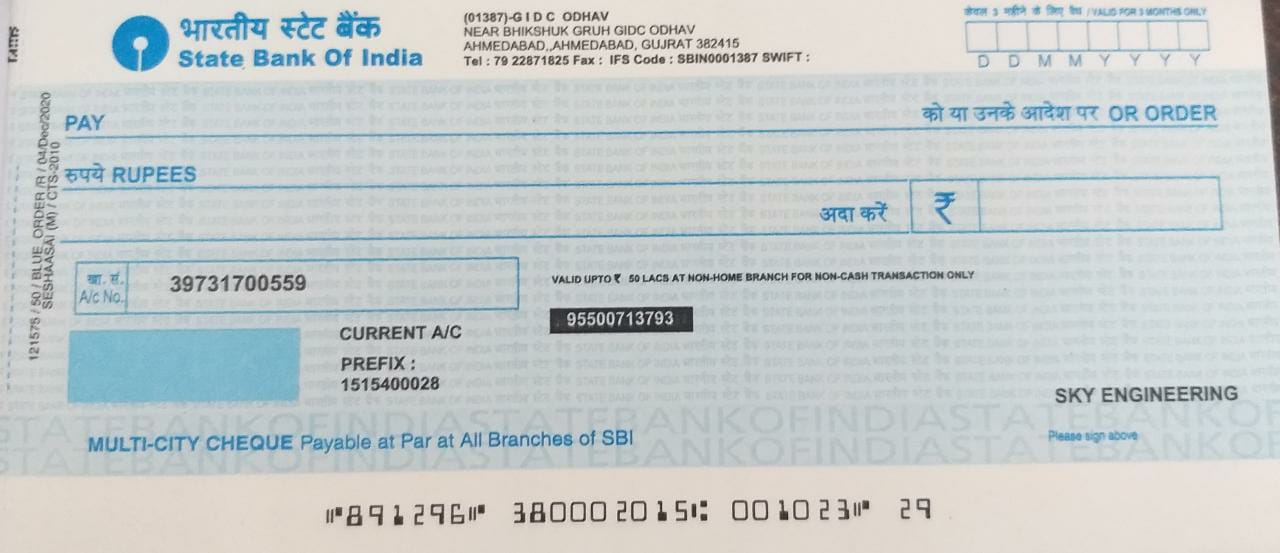 भारतीय स्टेट बैंक
State Bank Of India
(01387)-G I D C ODHAV
NEAR BHIKSHUK GRUH GIDC ODHAV
AHMEDABAD,,AHMEDABAD, GUJRAT 382415
Tel : 79 22871825 Fax : IFS Code : SBIN0001387 SWIFT :
केवल 3 महीने के लिए वैध /VALID FOR 3 MONTHS ONLY
D D M M Y Y Y Y
PAY
को या उनके आदेश पर OR ORDER
रुपये RUPEES
अदा करें ₹
खा. सं.
A/c No.
39731700559
VALID UPTO ₹ 50 LACS AT NON-HOME BRANCH FOR NON-CASH TRANSACTION ONLY
95500713793
CURRENT A/C
PREFIX :
1515400028
SKY ENGINEERING
Please sign above
MULTI-CITY CHEQUE Payable at Par at All Branches of SBI
STATEBANKOFINDIASTATEBANKOFINDIASTATEBANKOF
⑈891296⑈ 380002015⑆ 001023⑈ 29
121575 / 50 / BLUE_ORDER /R / 04/Dec/2020
SESHAASAI (M) / CTS-2010